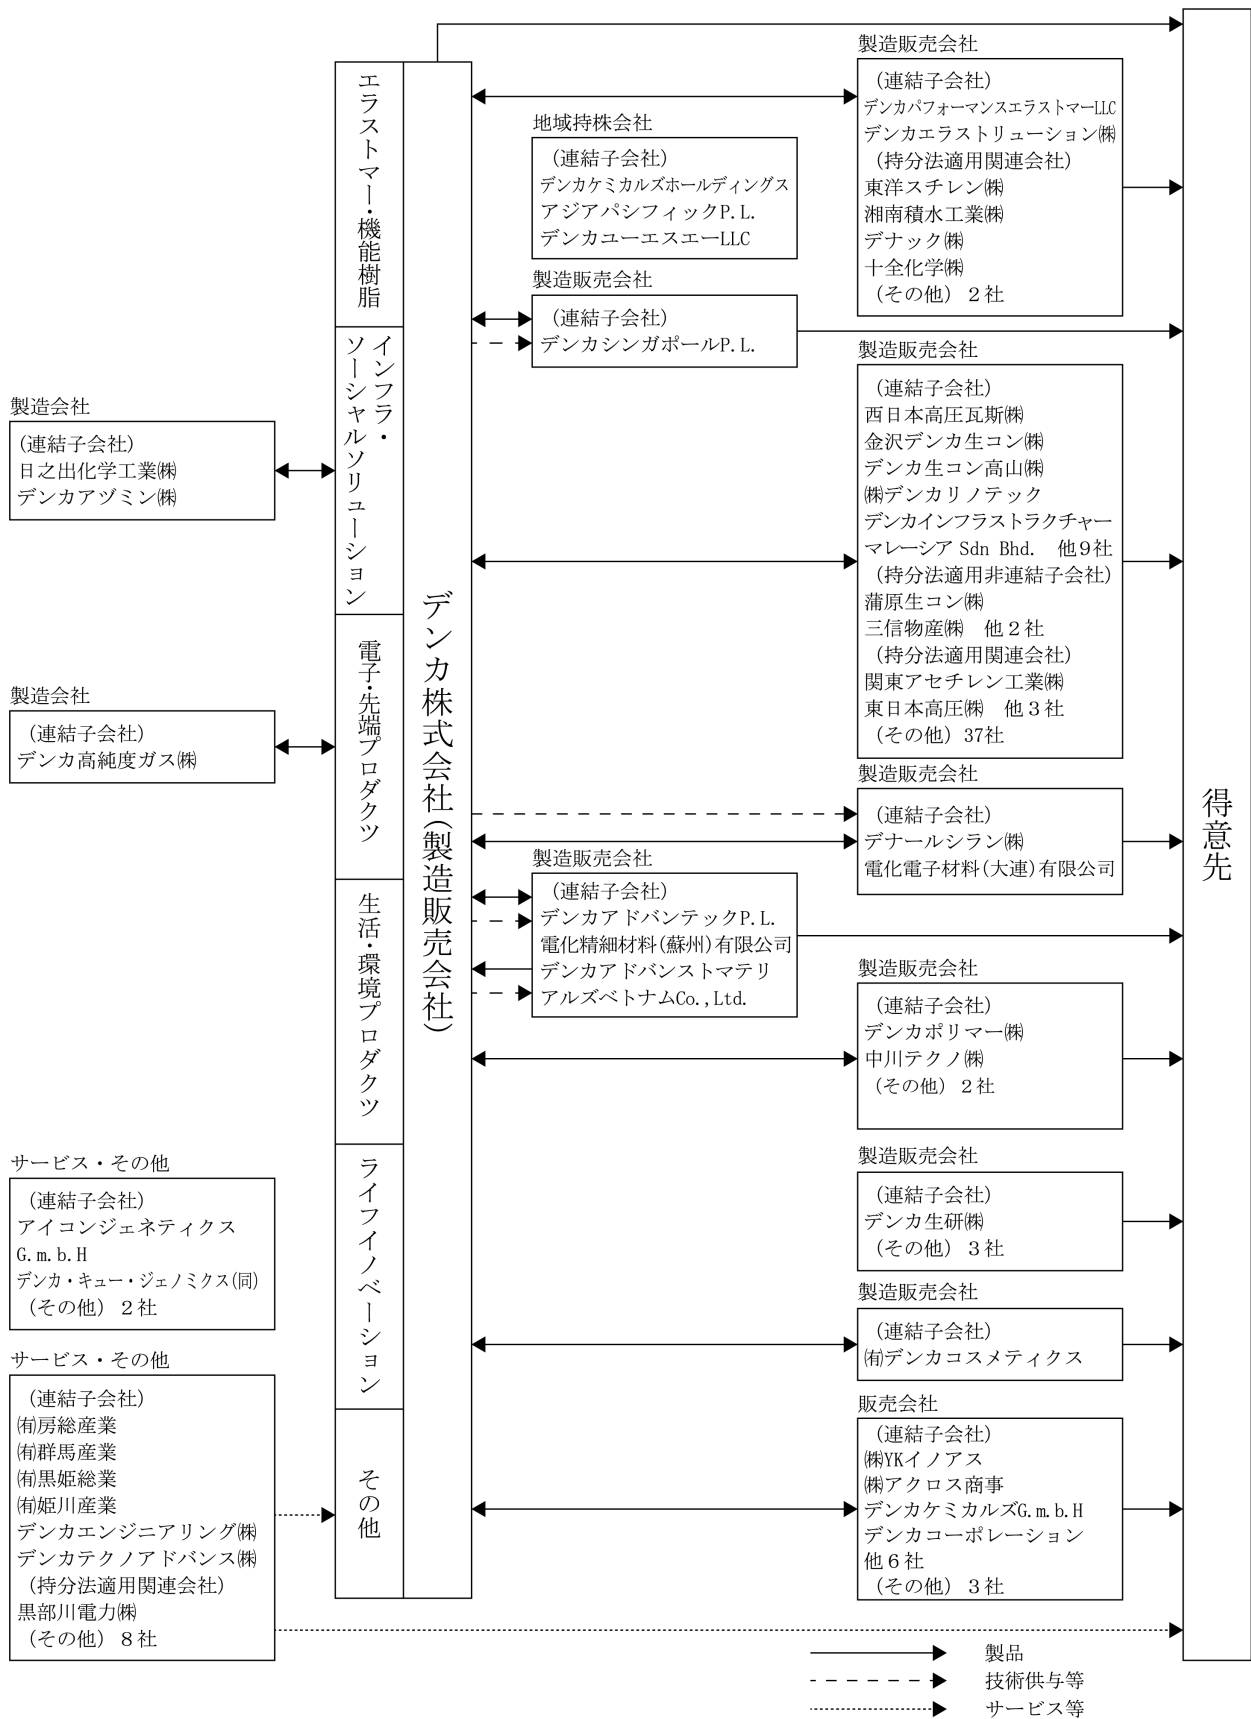 製造会社
（連結子会社）
日之出化学工業㈱
デンカアヅミン㈱
製造会社
（連結子会社）
デンカ高純度ガス㈱
サービス・その他
（連結子会社）
アイコンジェネティクス
G.m.b.H
デンカ・キュー・ジェノミクス(同)
（その他）２社
サービス・その他
（連結子会社）
㈲房総産業
㈲群馬産業
㈲黒姫総業
㈲姫川産業
デンカエンジニアリング㈱
デンカテクノアドバンス㈱
（持分法適用関連会社）
黒部川電力㈱
（その他）８社
エラストマー・機能樹脂
インフラ・
ソーシャルソリューション
電子・先端プロダクツ
生活・環境プロダクツ
ライフイノベーション
その他
デンカ株式会社（製造販売会社）
地域持株会社
（連結子会社）
デンカケミカルズホールディングス
アジアパシフィックP.L.
デンカユーエスエーLLC
製造販売会社
（連結子会社）
デンカシンガポールP.L.
製造販売会社
（連結子会社）
デンカアドバンテックP.L.
電化精細材料（蘇州）有限公司
デンカアドバンストマテリ
アルズベトナムCo.,Ltd.
製造販売会社
（連結子会社）
デンカパフォーマンスエラストマーLLC
デンカエラストリューション㈱
（持分法適用関連会社）
東洋スチレン㈱
湘南積水工業㈱
デナック㈱
十全化学㈱
（その他）２社
製造販売会社
（連結子会社）
西日本高圧瓦斯㈱
金沢デンカ生コン㈱
デンカ生コン高山㈱
㈱デンカリノテック
デンカインフラストラクチャー
マレーシア Sdn Bhd.　他９社
（持分法適用非連結子会社）
蒲原生コン㈱
三信物産㈱　他２社
（持分法適用関連会社）
関東アセチレン工業㈱
東日本高圧㈱　他３社
（その他）37社
製造販売会社
（連結子会社）
デナールシラン㈱
電化電子材料（大連）有限公司
製造販売会社
（連結子会社）
デンカポリマー㈱
中川テクノ㈱
（その他）２社
製造販売会社
（連結子会社）
デンカ生研㈱
（その他）３社
製造販売会社
（連結子会社）
㈲デンカコスメティクス
販売会社
（連結子会社）
㈱YKイノアス
㈱アクロス商事
デンカケミカルズG.m.b.H
デンカコーポレーション
他６社
（その他）３社
得意先
製品
技術供与等
サービス等